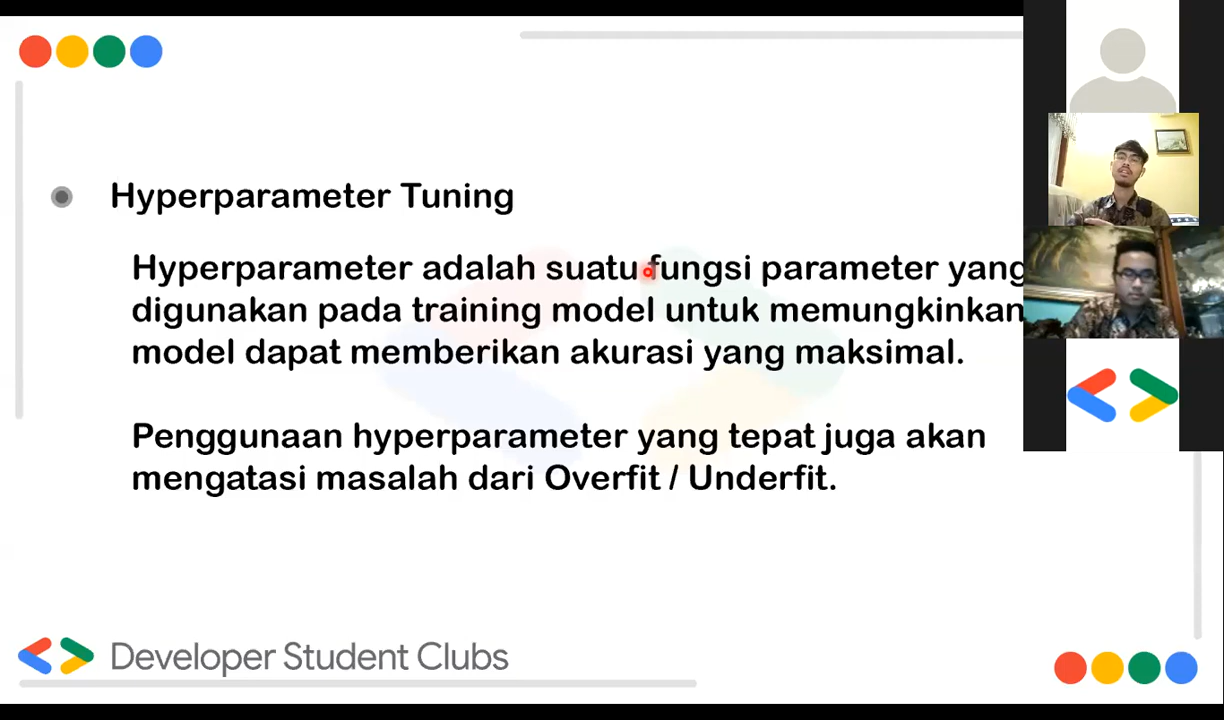 Hyperparameter Tuning
Hyperparameter adalah suatu fungsi parameter yang
digunakan pada training model untuk memungkinkan
model dapat memberikan akurasi yang maksimal.
Penggunaan hyperparameter yang tepat juga akan
mengatasi masalah dari Overfit / Underfit.
Developer Student Clubs